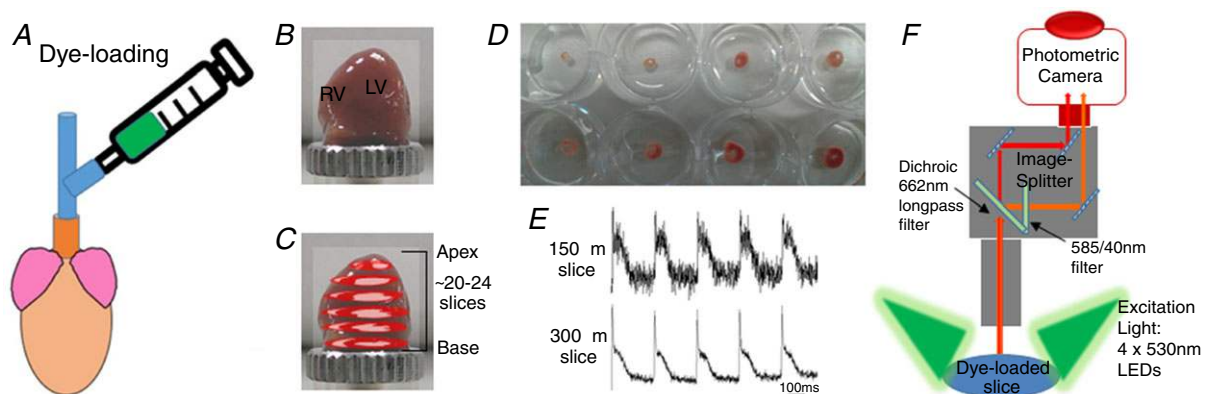 A
Dye-loading
B
RV
LV
C
Apex
~20-24
slices
Base
D
E
150 m
slice
300 m
slice
100ms
F
Photometric
Camera
Image-
Splitter
Dichroic
662nm
longpass
filter
585/40nm
filter
Excitation
Light:
4 x 530nm
LEDs
Dye-loaded
slice